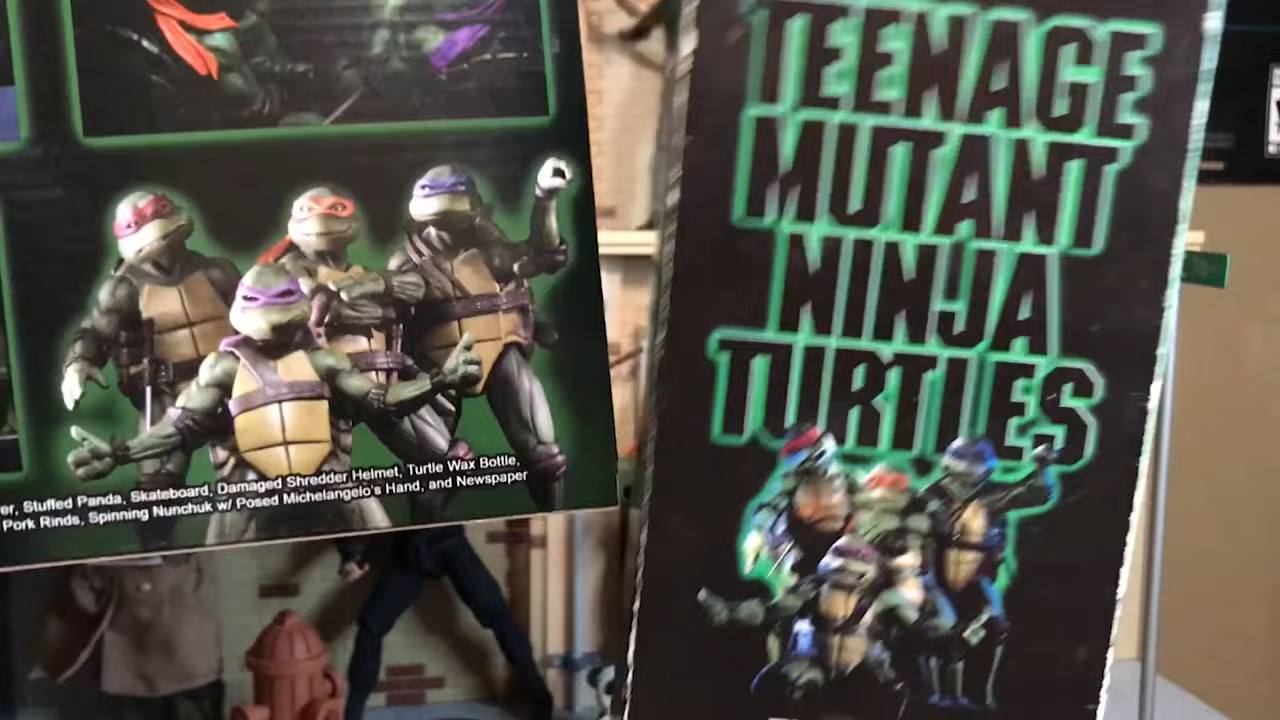 er, Stuffed Panda, Skateboard, Damaged Shredder Helmet, Turtle Wax Bottle,
Pork Rinds, Spinning Nunchuk w/ Posed Michelangelo's Hand, and Newspaper
TEENAGE
MUTANT
NINJA
TURTLES